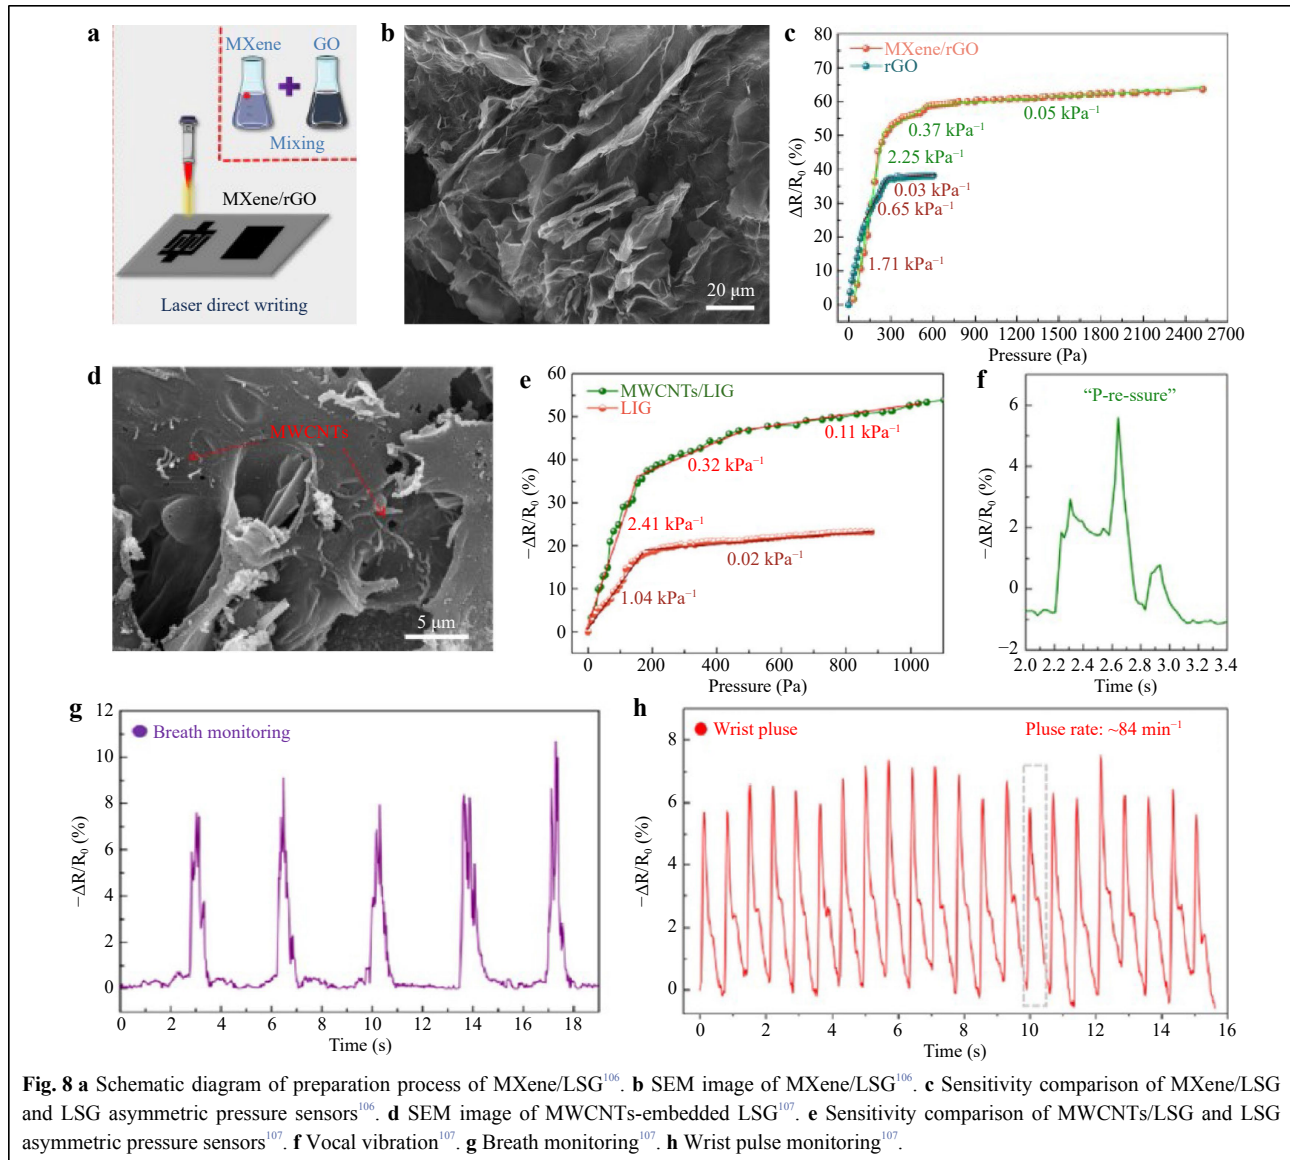 a
MXene GO
Mixing
MXene/rGO
Laser direct writing
b
20 μm
c
MXene/rGO
rGO
80
70
60
50
40
30
20
10
0
ΔR/R₀ (%)
0.05 kPa⁻¹
0.37 kPa⁻¹
2.25 kPa⁻¹
0.03 kPa⁻¹
0.65 kPa⁻¹
1.71 kPa⁻¹
0 300 600 900 1200 1500 1800 2100 2400 2700
Pressure (Pa)
d
MWCNTs
5 μm
e
MWCNTs/LIG
LIG
60
50
40
30
20
10
0
−ΔR/R₀ (%)
0.11 kPa⁻¹
0.32 kPa⁻¹
2.41 kPa⁻¹
0.02 kPa⁻¹
1.04 kPa⁻¹
0 200 400 600 800 1000
Pressure (Pa)
f
“P-re-ssure”
6
4
2
0
−2
−ΔR/R₀ (%)
2.0 2.2 2.4 2.6 2.8 3.0 3.2 3.4
Time (s)
g
Breath monitoring
12
10
8
6
4
2
0
−ΔR/R₀ (%)
0 2 4 6 8 10 12 14 16 18
Time (s)
h
Wrist pluse
Pluse rate: ~84 min⁻¹
8
6
4
2
0
−ΔR/R₀ (%)
0 2 4 6 8 10 12 14 16
Time (s)
Fig. 8 a Schematic diagram of preparation process of MXene/LSG¹⁰⁶. b SEM image of MXene/LSG¹⁰⁶. c Sensitivity comparison of MXene/LSG
and LSG asymmetric pressure sensors¹⁰⁶. d SEM image of MWCNTs-embedded LSG¹⁰⁷. e Sensitivity comparison of MWCNTs/LSG and LSG
asymmetric pressure sensors¹⁰⁷. f Vocal vibration¹⁰⁷. g Breath monitoring¹⁰⁷. h Wrist pulse monitoring¹⁰⁷.